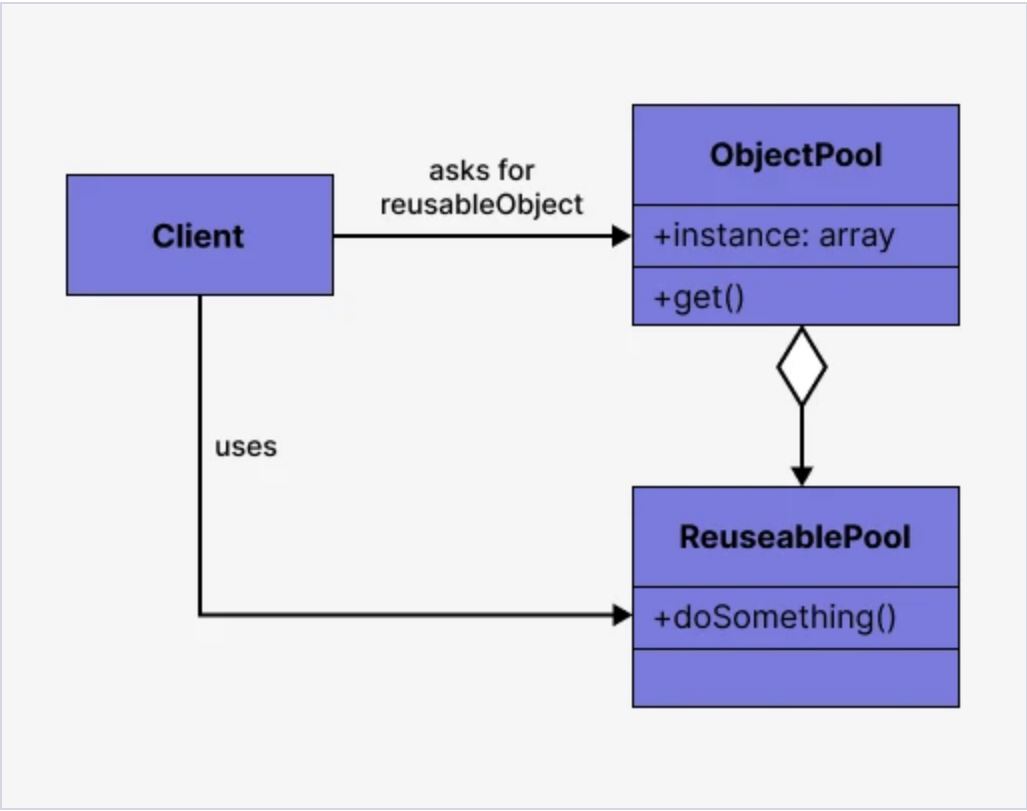 asks for
reusableObject
Client
ObjectPool
+instance: array
+get()
uses
ReuseablePool
+doSomething()